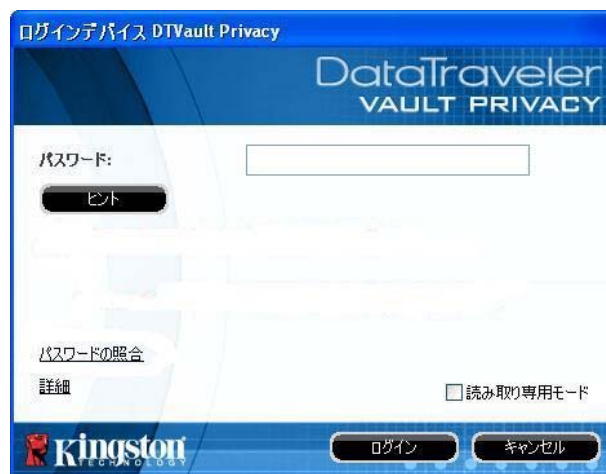 ログインデバイス DTVault Privacy
DataTraveler
VAULT PRIVACY
パスワード:
ヒント
パスワードの照合
詳細
読み取り専用モード
Kingston
TECHNOLOGY
ログイン
キャンセル